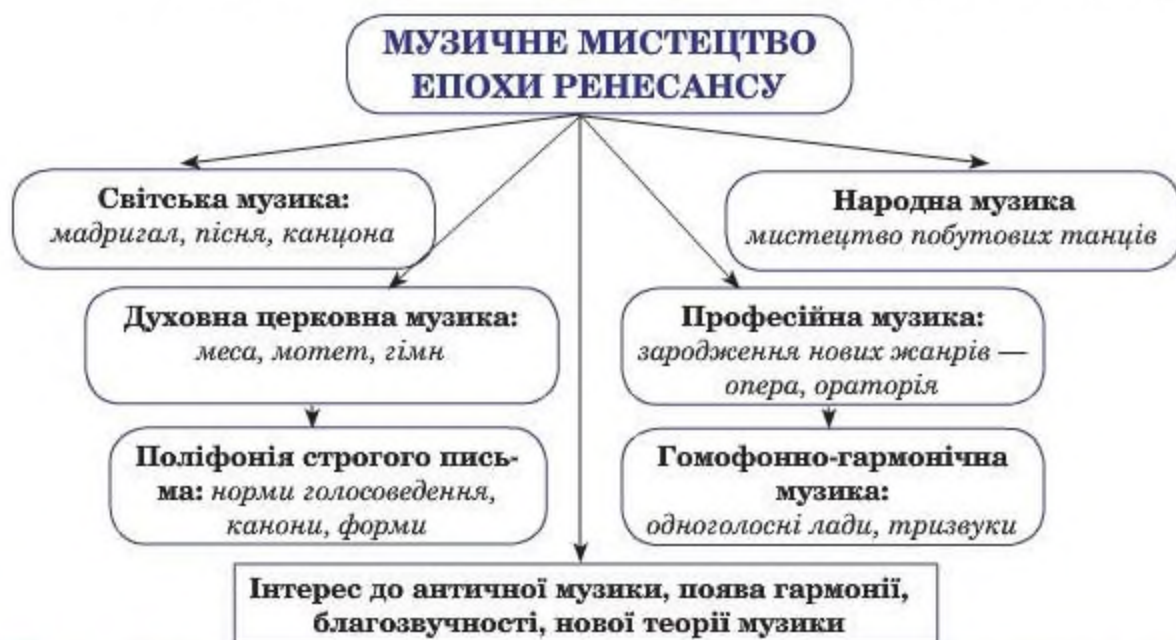 МУЗИЧНЕ МИСТЕЦТВО
ЕПОХИ РЕНЕСАНСУ
Світська музика:
мадригал, пісня, канцона
Народна музика
мистецтво побутових танців
Духовна церковна музика:
меса, мотет, гімн
Професійна музика:
зародження нових жанрів —
опера, ораторія
Поліфонія строгого пись-
ма: норми голосоведення,
канони, форми
Гомофонно-гармонічна
музика:
одноголосні лади, тризвуки
Інтерес до античної музики, поява гармонії,
благозвучності, нової теорії музики